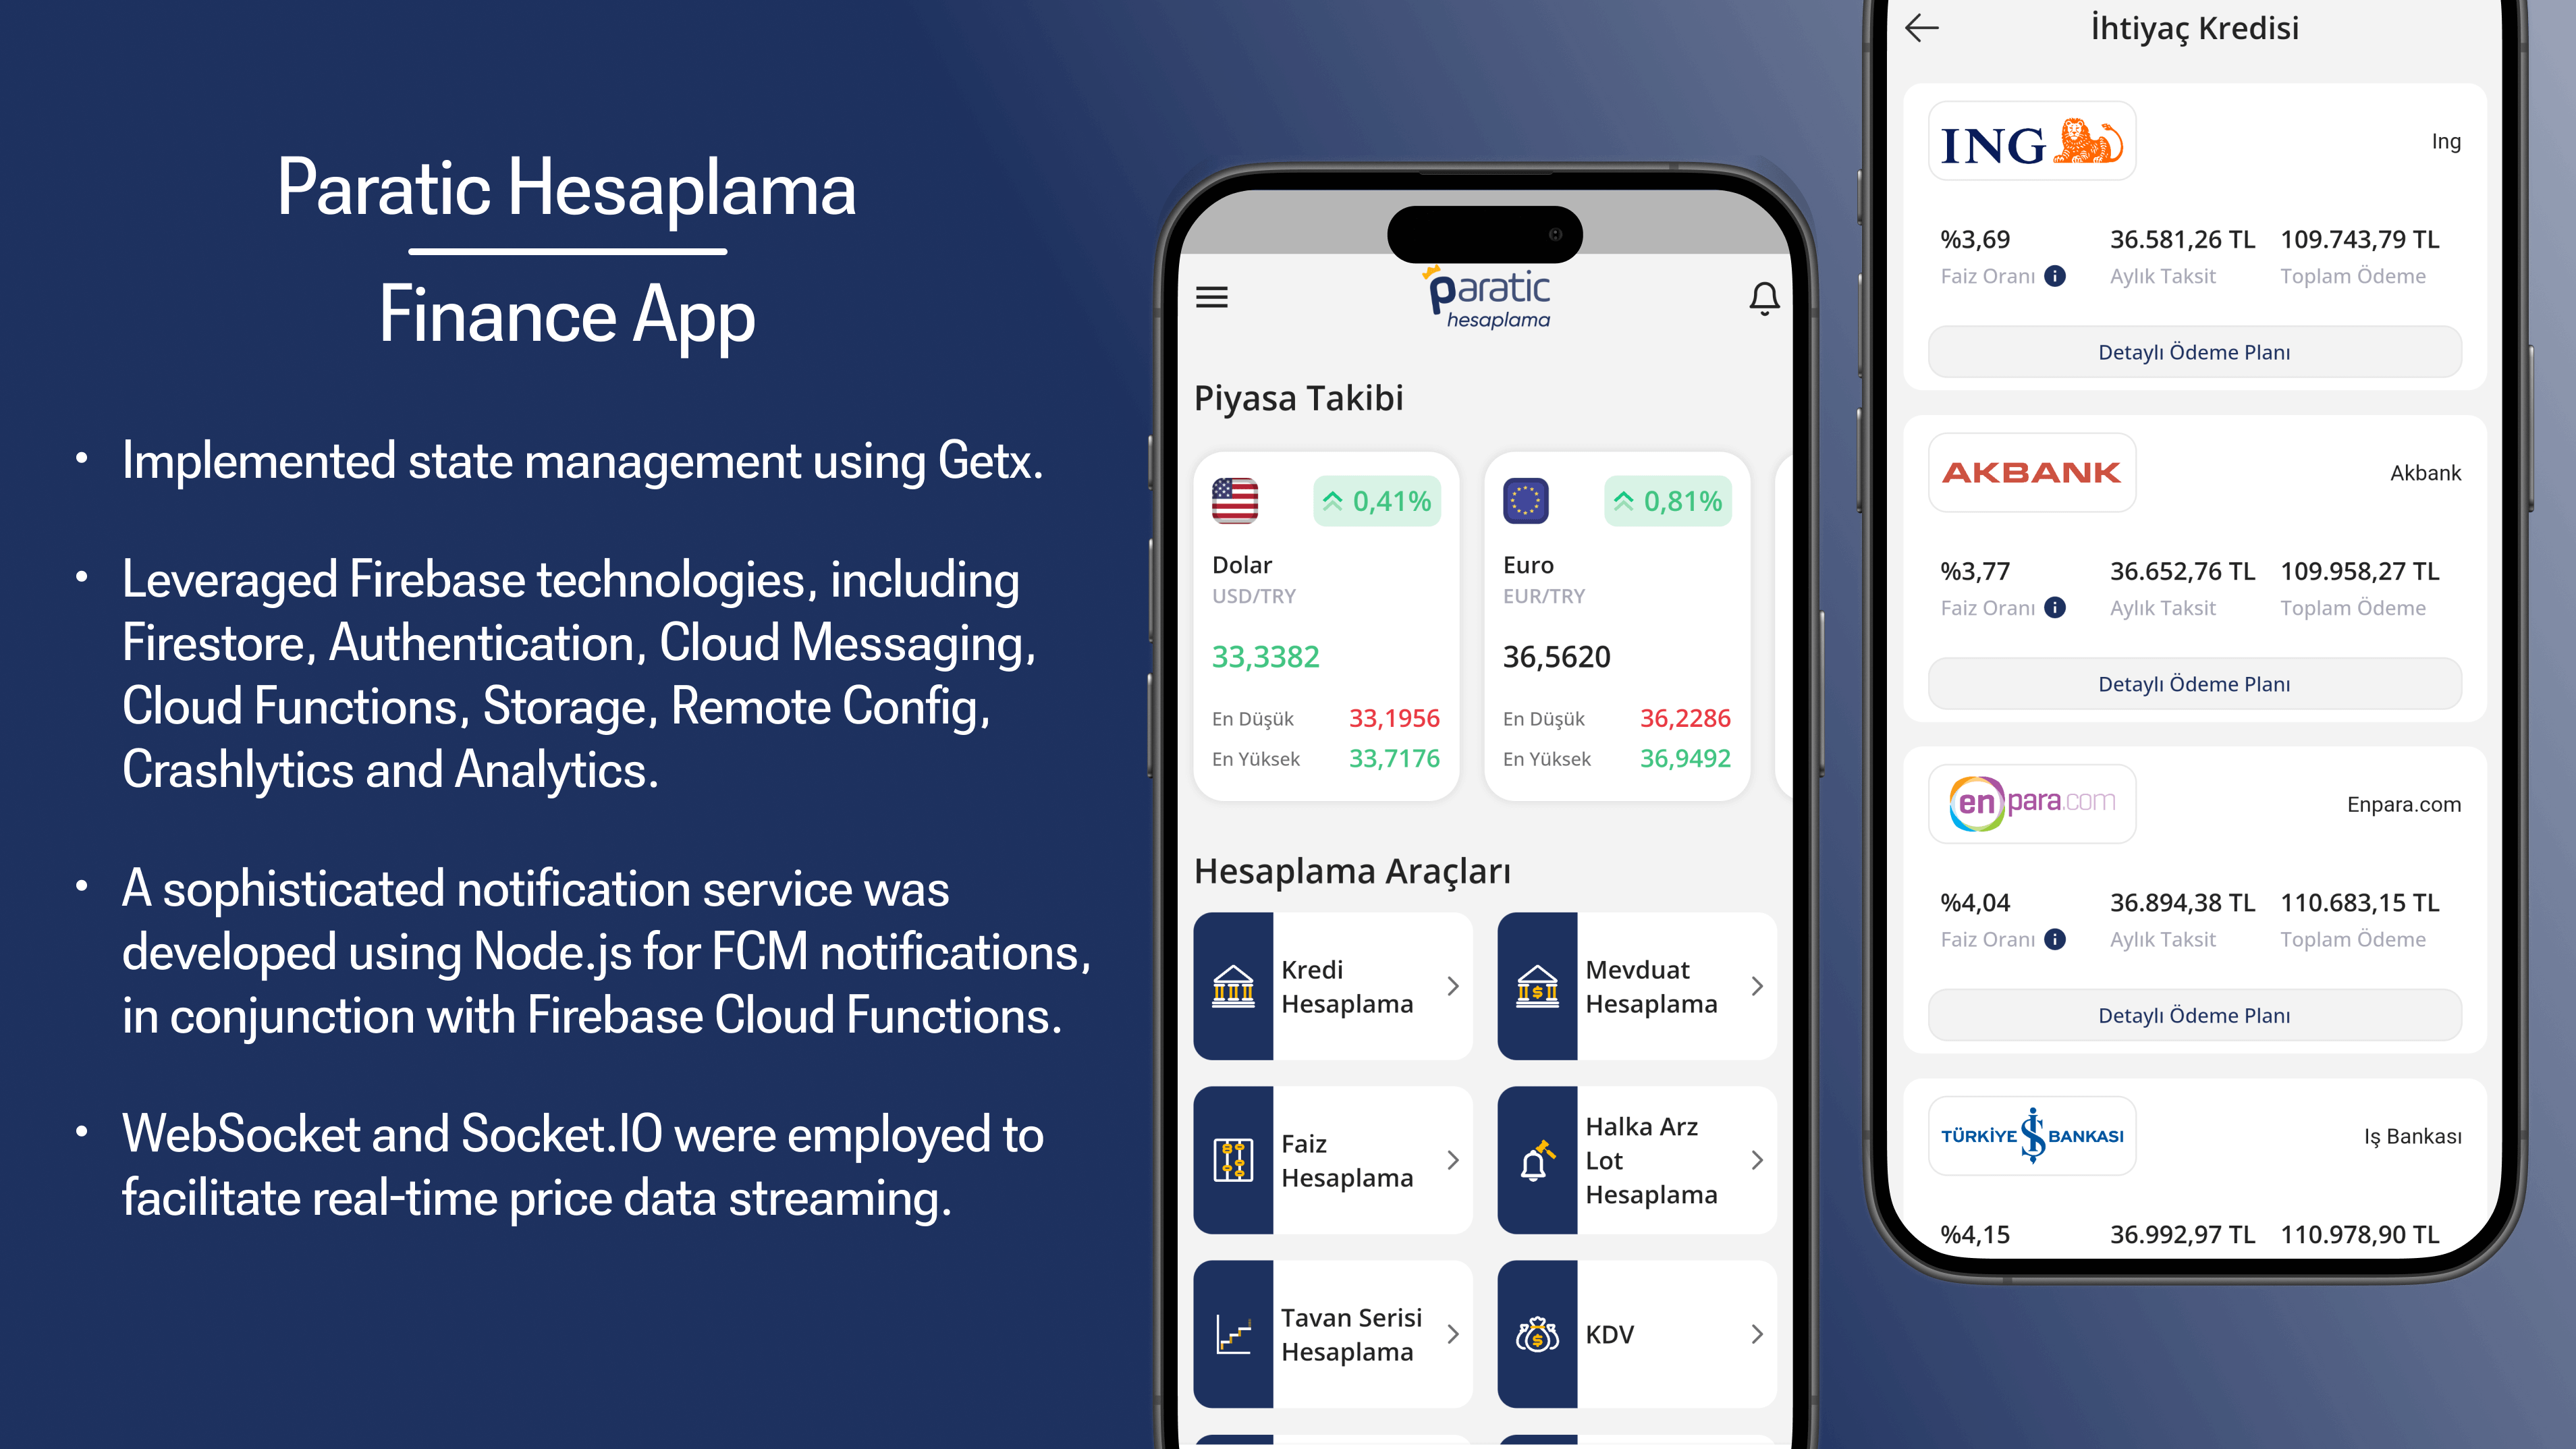 Paratic Hesaplama
Finance App
• Implemented state management using Getx.
• Leveraged Firebase technologies, including
Firestore, Authentication, Cloud Messaging,
Cloud Functions, Storage, Remote Config,
Crashlytics and Analytics.
• A sophisticated notification service was
developed using Node.js for FCM notifications,
in conjunction with Firebase Cloud Functions.
• WebSocket and Socket.IO were employed to
facilitate real-time price data streaming.
paratic
hesaplama
Piyasa Takibi
0,41%
Dolar
USD/TRY
33,3382
En Düşük 33,1956
En Yüksek 33,7176
0,81%
Euro
EUR/TRY
36,5620
En Düşük 36,2286
En Yüksek 36,9492
Hesaplama Araçları
Kredi
Hesaplama
Mevduat
Hesaplama
Faiz
Hesaplama
Halka Arz
Lot
Hesaplama
Tavan Serisi
Hesaplama
KDV
İhtiyaç Kredisi
ING Ing
%3,69 36.581,26 TL 109.743,79 TL
Faiz Oranı i Aylık Taksit Toplam Ödeme
Detaylı Ödeme Planı
AKBANK Akbank
%3,77 36.652,76 TL 109.958,27 TL
Faiz Oranı i Aylık Taksit Toplam Ödeme
Detaylı Ödeme Planı
enpara.com Enpara.com
%4,04 36.894,38 TL 110.683,15 TL
Faiz Oranı i Aylık Taksit Toplam Ödeme
Detaylı Ödeme Planı
TÜRKİYE İŞ BANKASI Iş Bankası
%4,15 36.992,97 TL 110.978,90 TL